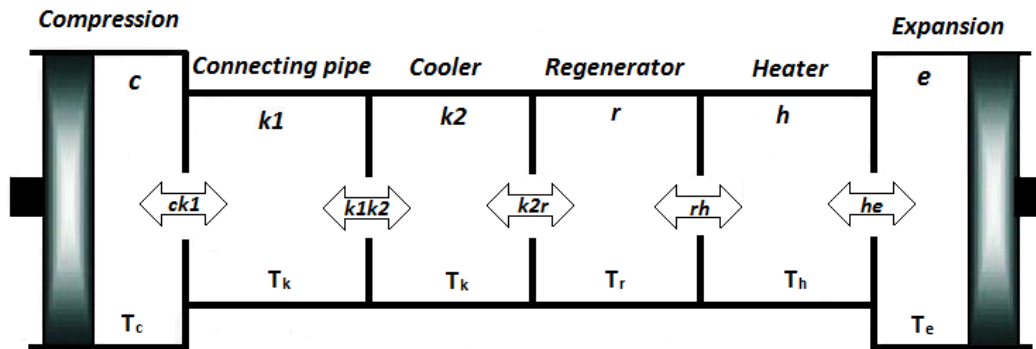 Compression
Expansion
Connecting pipe Cooler Regenerator Heater
c k1 k2 r h e
ck1 k1k2 k2r rh he
Tk Tk Tr Th
Tc Te